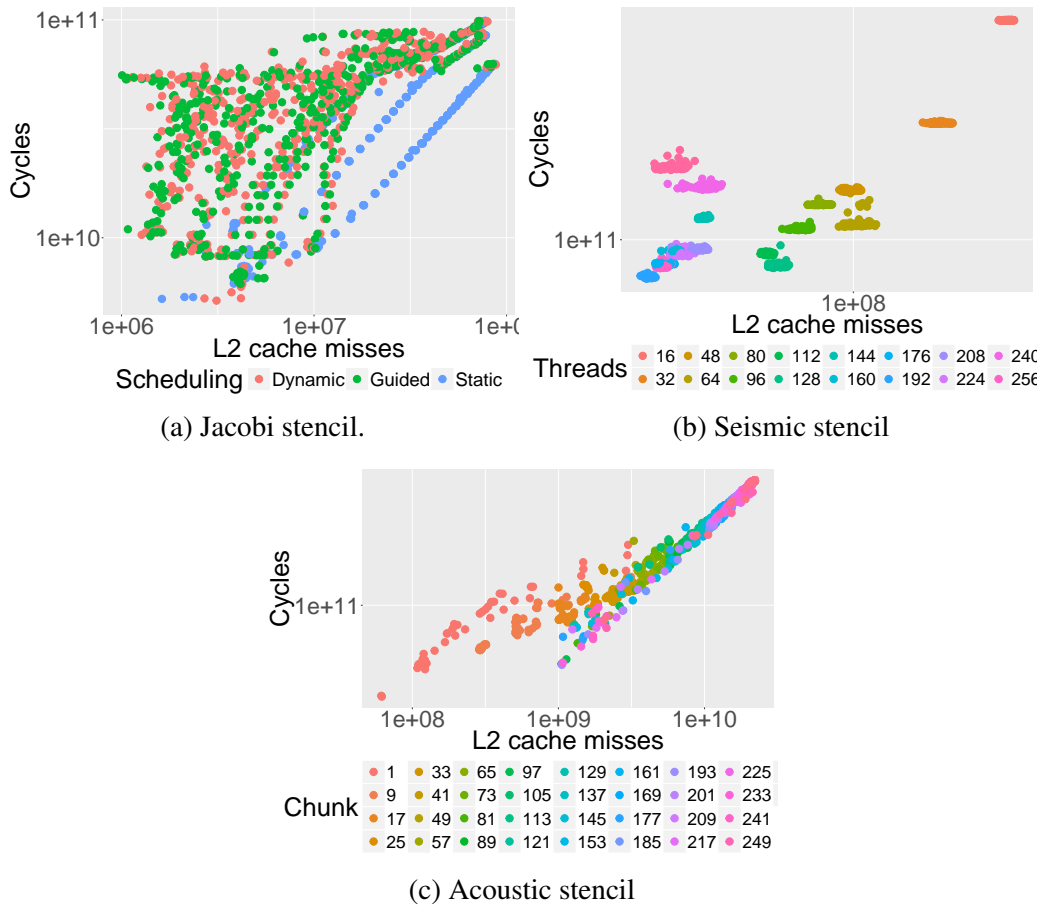 1e+11
Cycles
1e+10
1e+06 1e+07 1e+0
L2 cache misses
Scheduling Dynamic Guided Static
(a) Jacobi stencil.
Cycles
1e+11
1e+08
L2 cache misses
Threads
16 48 80 112 144 176 208 240
32 64 96 128 160 192 224 256
(b) Seismic stencil
Cycles
1e+11
1e+08 1e+09 1e+10
L2 cache misses
Chunk
1 33 65 97 129 161 193 225
9 41 73 105 137 169 201 233
17 49 81 113 145 177 209 241
25 57 89 121 153 185 217 249
(c) Acoustic stencil